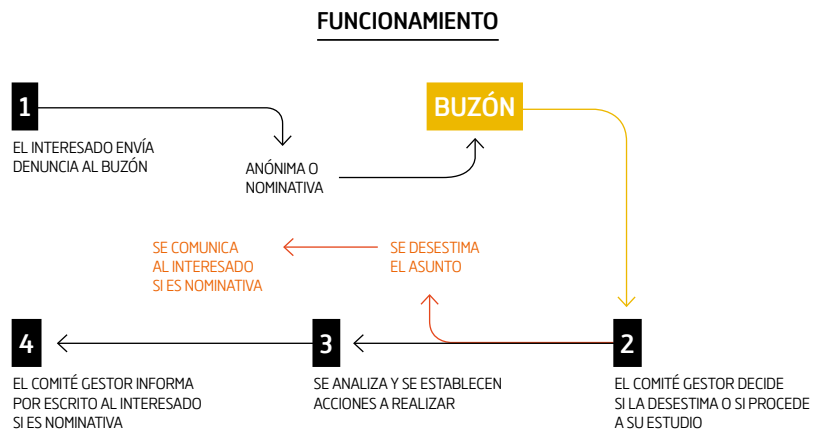 FUNCIONAMIENTO
1
BUZÓN
EL INTERESADO ENVÍA
DENUNCIA AL BUZÓN
ANÓNIMA O
NOMINATIVA
SE COMUNICA
AL INTERESADO
SI ES NOMINATIVA
SE DESESTIMA
EL ASUNTO
4
EL COMITÉ GESTOR INFORMA
POR ESCRITO AL INTERESADO
SI ES NOMINATIVA
3
SE ANALIZA Y SE ESTABLECEN
ACCIONES A REALIZAR
2
EL COMITÉ GESTOR DECIDE
SI LA DESESTIMA O SI PROCEDE
A SU ESTUDIO